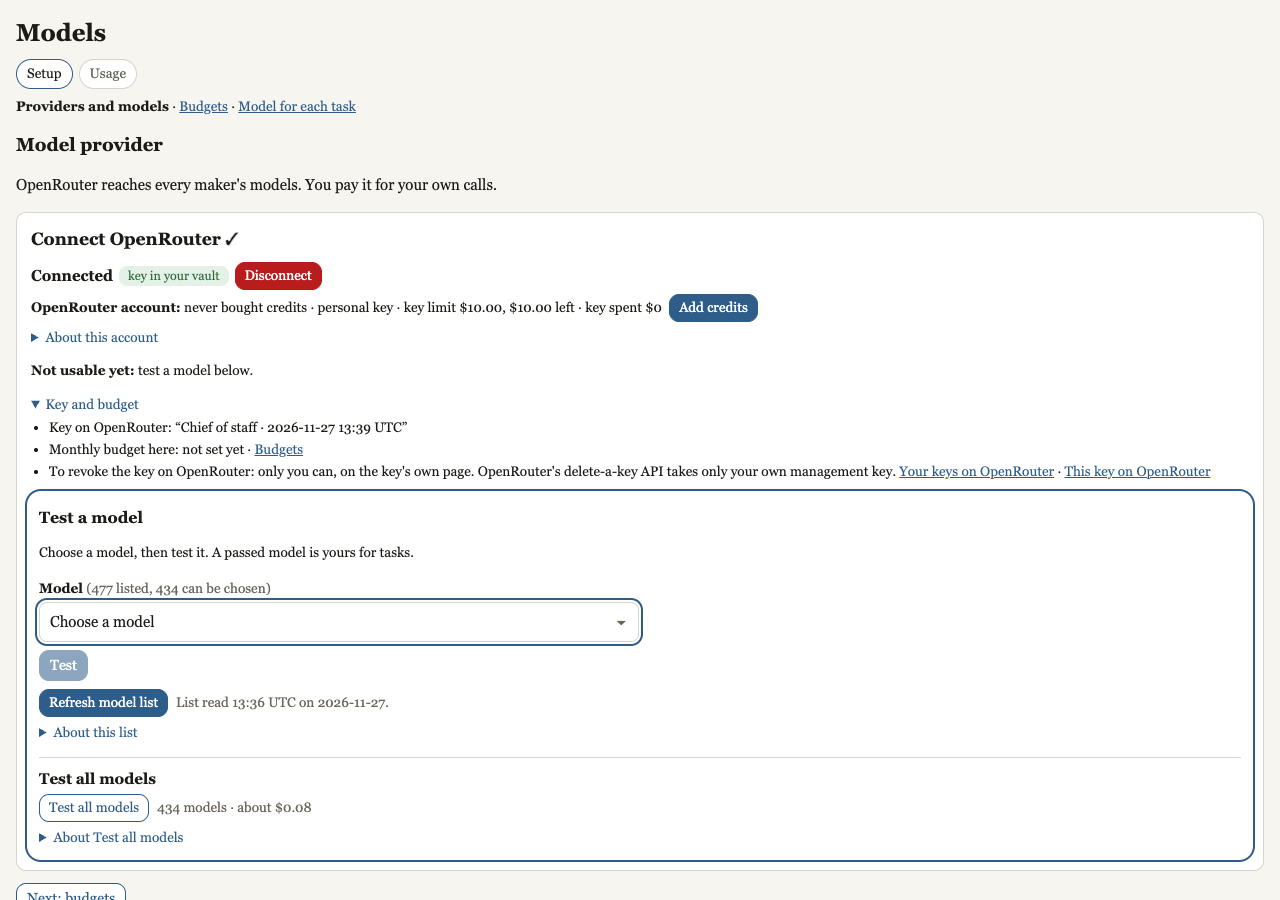 Models
Setup Usage
Providers and models · Budgets · Model for each task
Model provider
OpenRouter reaches every maker's models. You pay it for your own calls.
Connect OpenRouter ✓
Connected key in your vault Disconnect
OpenRouter account: never bought credits · personal key · key limit $10.00, $10.00 left · key spent $0 Add credits
▶ About this account
Not usable yet: test a model below.
▼ Key and budget
• Key on OpenRouter: “Chief of staff · 2026-11-27 13:39 UTC”
• Monthly budget here: not set yet · Budgets
• To revoke the key on OpenRouter: only you can, on the key's own page. OpenRouter's delete-a-key API takes only your own management key. Your keys on OpenRouter · This key on OpenRouter
Test a model
Choose a model, then test it. A passed model is yours for tasks.
Model (477 listed, 434 can be chosen)
Choose a model
Test
Refresh model list List read 13:36 UTC on 2026-11-27.
▶ About this list
Test all models
Test all models 434 models · about $0.08
▶ About Test all models
Next: budgets